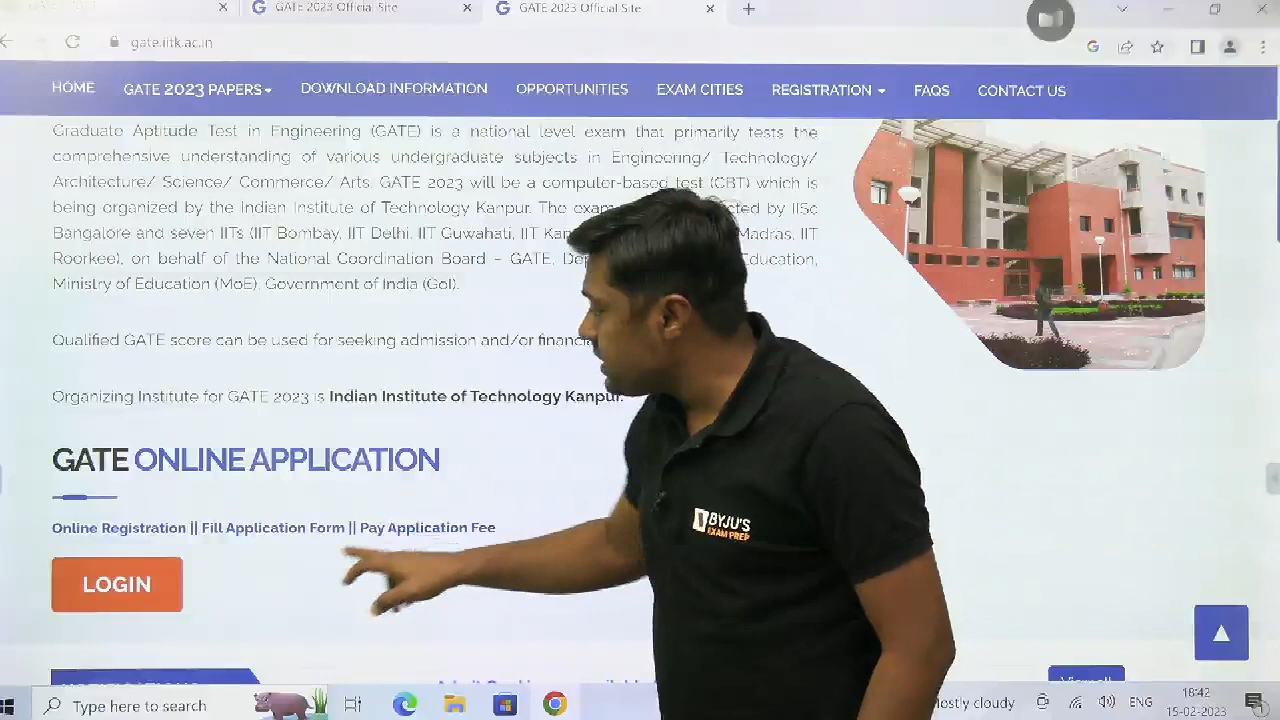 GATE 2023 Official Site
GATE 2023 Official Site
gate.iitk.ac.in
HOME GATE 2023 PAPERS DOWNLOAD INFORMATION OPPORTUNITIES EXAM CITIES REGISTRATION FAQS CONTACT US
Graduate Aptitude Test in Engineering (GATE) is a national level exam that primarily tests the
comprehensive understanding of various undergraduate subjects in Engineering/ Technology/
Architecture/ Science/ Commerce/ Arts. GATE 2023 will be a computer-based test (CBT) which is
being organized by the Indian Institute of Technology Kanpur. The exam by IISc
Bangalore and seven IITs (IIT Bombay, IIT Delhi, IIT Guwahati, IIT Madras, IIT
Roorkee), on behalf of the National Coordination Board – GATE, Education,
Ministry of Education (MoE), Government of India (GoI).
Qualified GATE score can be used for seeking admission and/or
Organizing Institute for GATE 2023 is Indian Institute of Technology Kanpur.
GATE ONLINE APPLICATION
Online Registration || Fill Application Form || Pay Application Fee
LOGIN
BYJU'S
EXAM PREP
Type here to search
cloudy
ENG
18:42
15-02-2023